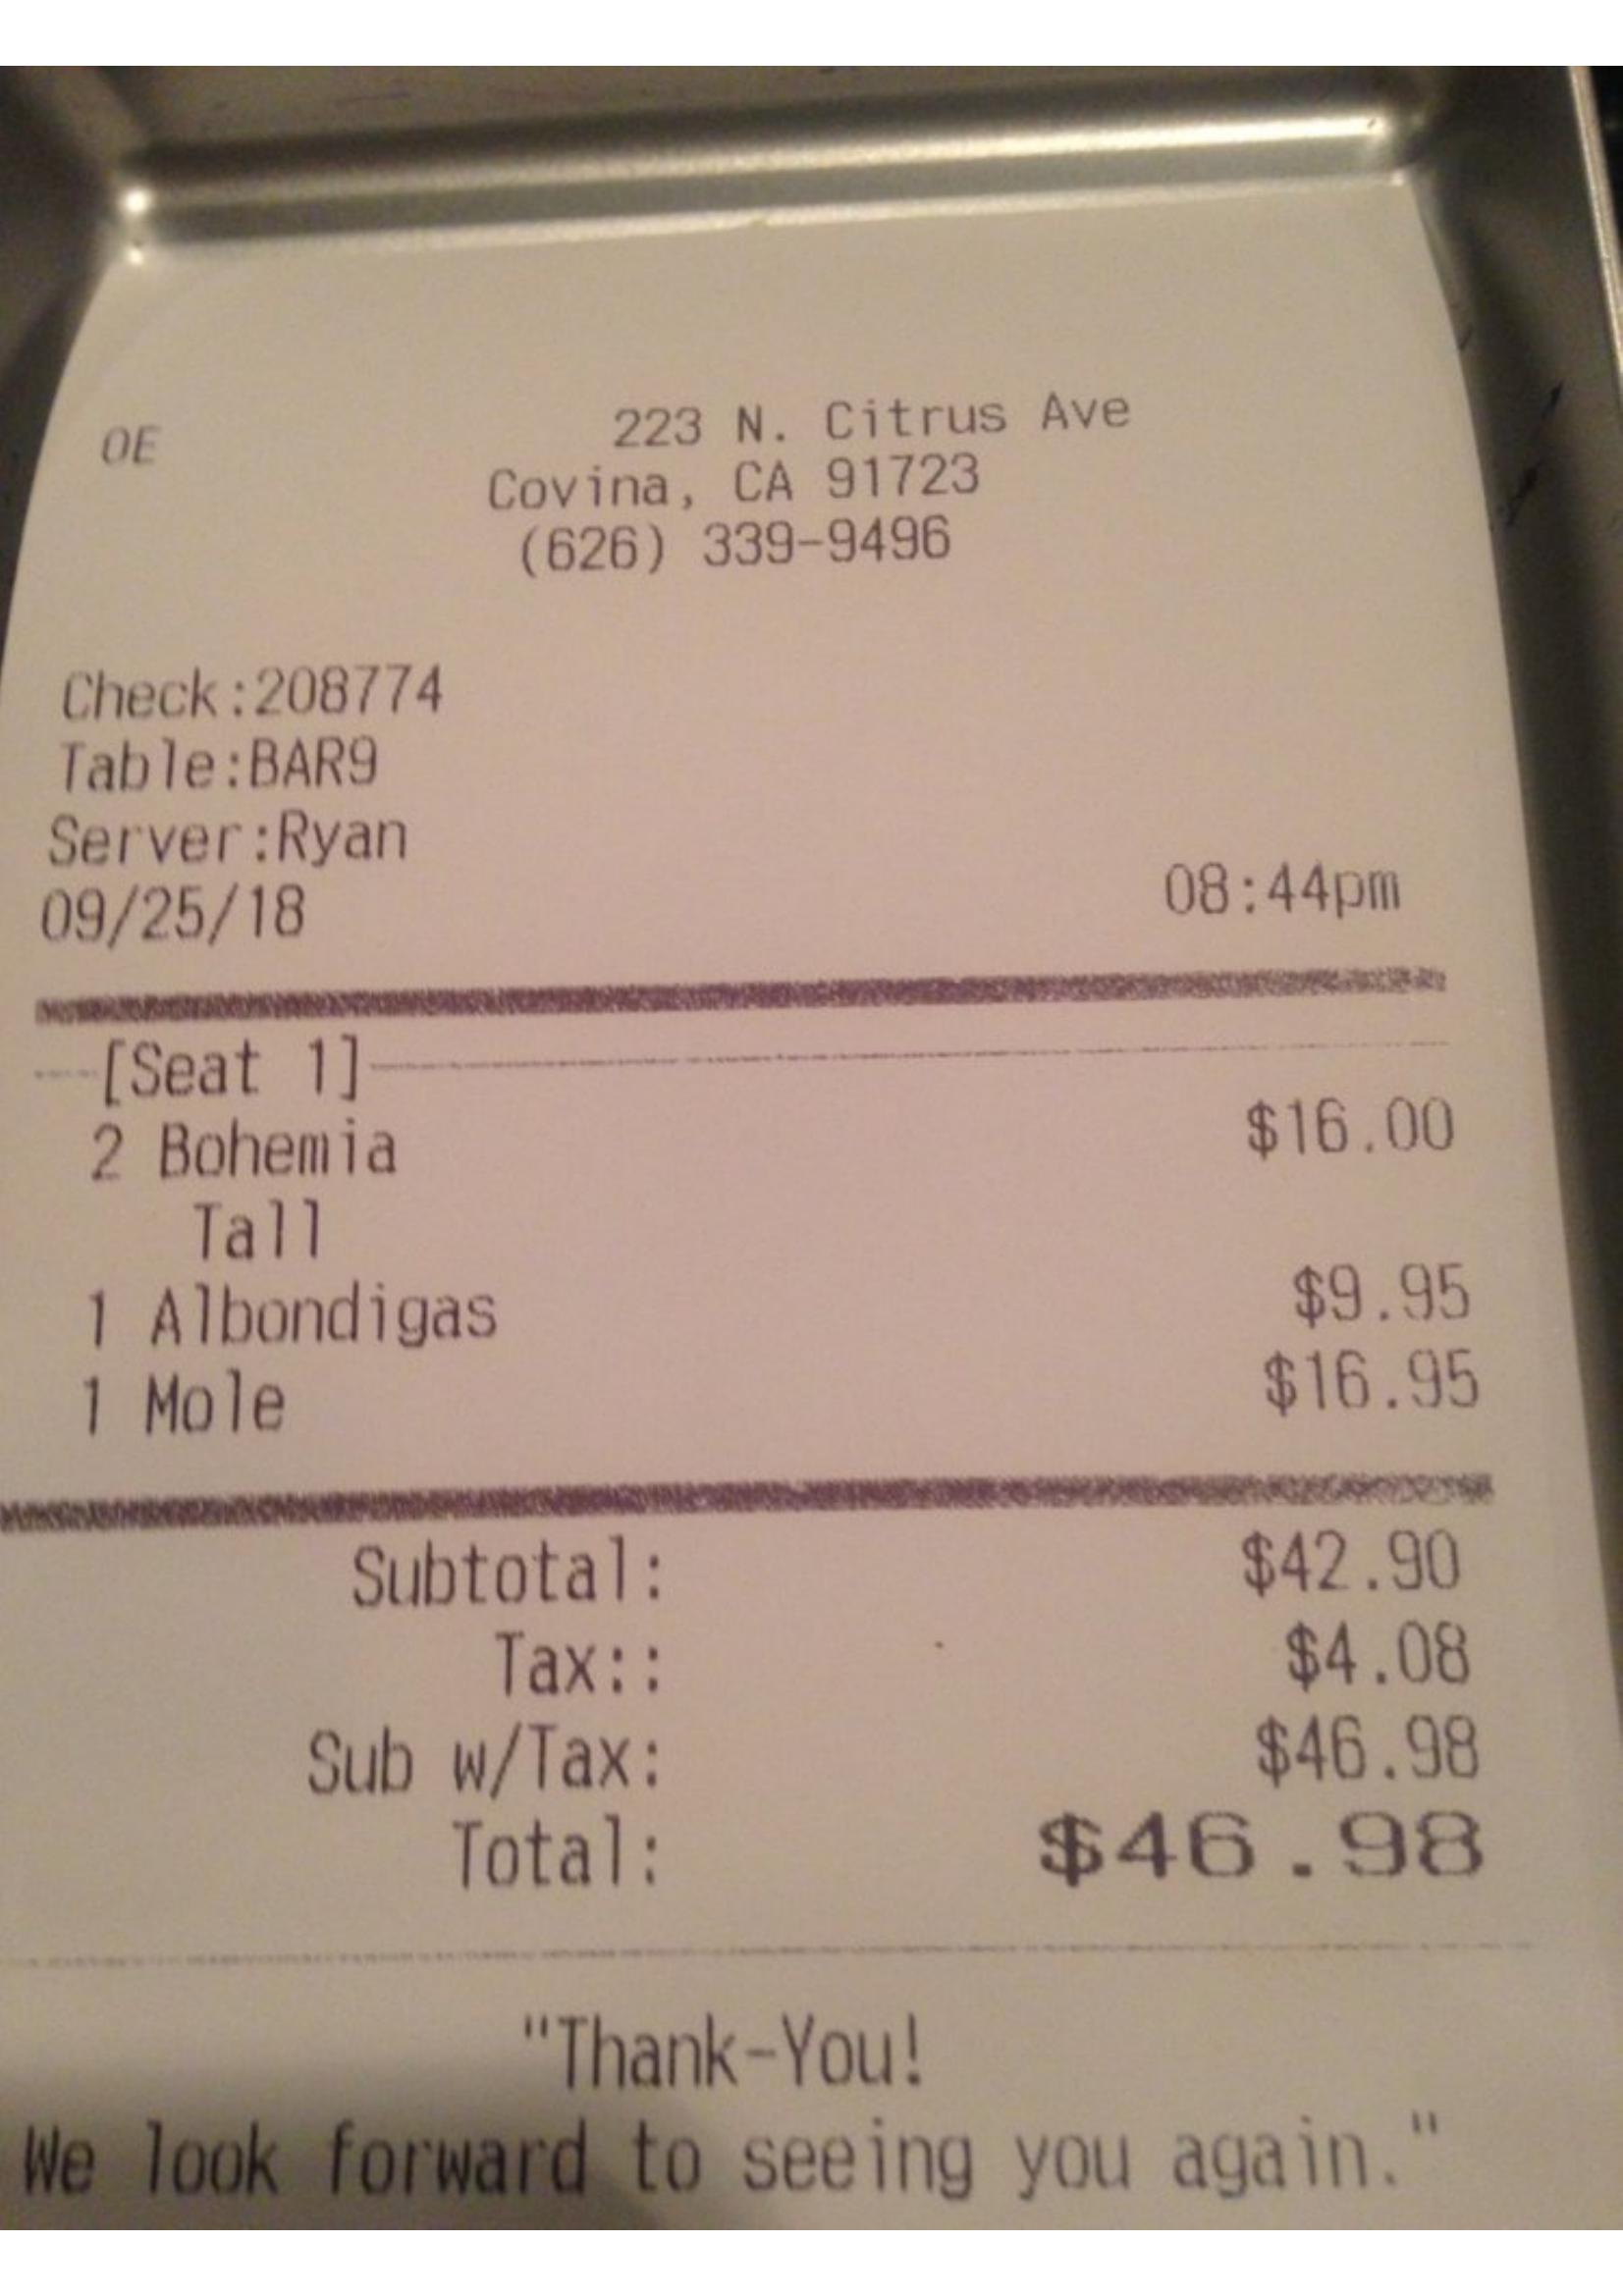 OE 223 N. Citrus Ave
Covina, CA 91723
(626) 339-9496
Check:208774
Table:BAR9
Server:Ryan
09/25/18 08:44pm
[Seat 1]
2 Bohemia $16.00
Tall
1 Albondigas $9.95
1 Mole $16.95
Subtotal: $42.90
Tax:: $4.08
Sub w/Tax: $46.98
Total: $46.98
"Thank-You!
We look forward to seeing you again."